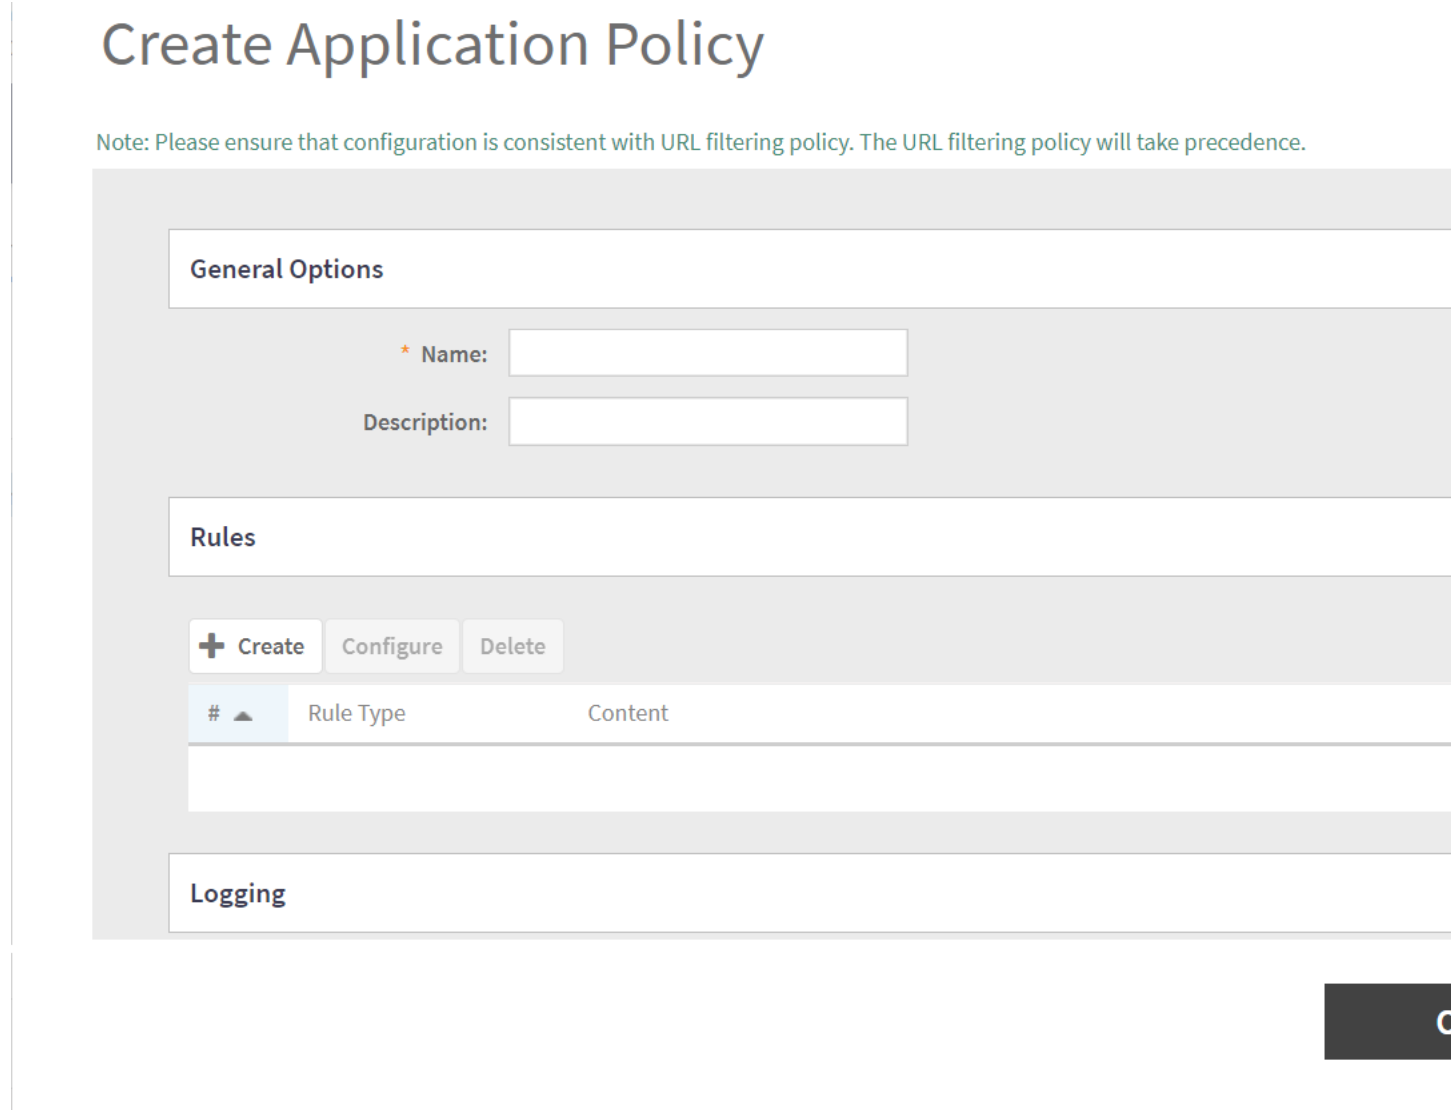 Create Application Policy
Note: Please ensure that configuration is consistent with URL filtering policy. The URL filtering policy will take precedence.
General Options
* Name:
Description:
Rules
Create Configure Delete
# Rule Type Content
Logging